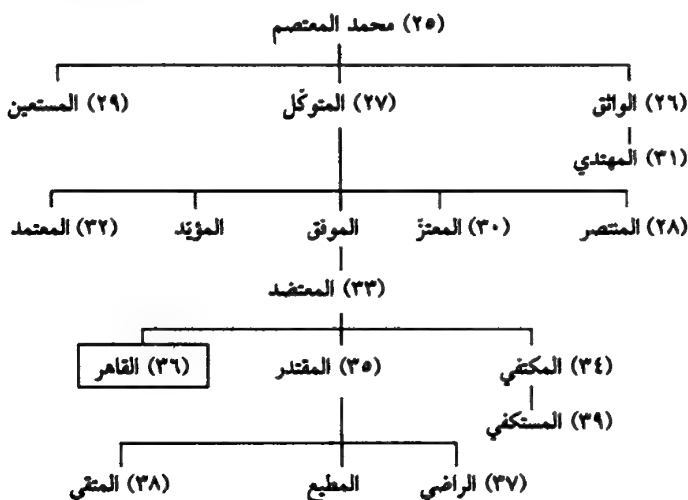 (٢٥) محمد المعتصم
(٢٦) الواثق (٢٧) المتوكّل (٢٩) المستعين
(٣١) المهتدي
(٢٨) المنتصر (٣٠) المعتزّ الموفق المؤيّد (٣٢) المعتمد
(٣٣) المعتضد
(٣٤) المكتفي (٣٥) المقتدر (٣٦) القاهر
(٣٩) المستكفي
(٣٧) الراضي المطيع (٣٨) المتقي